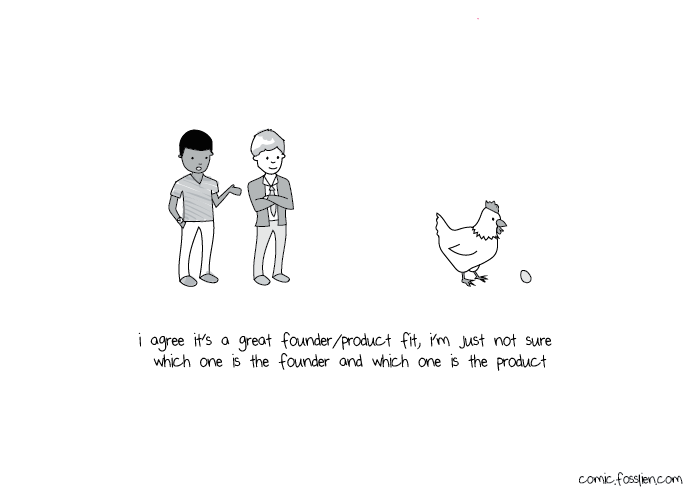 i agree it's a great founder/product fit, i'm just not sure
which one is the founder and which one is the product
comic.fosslien.com